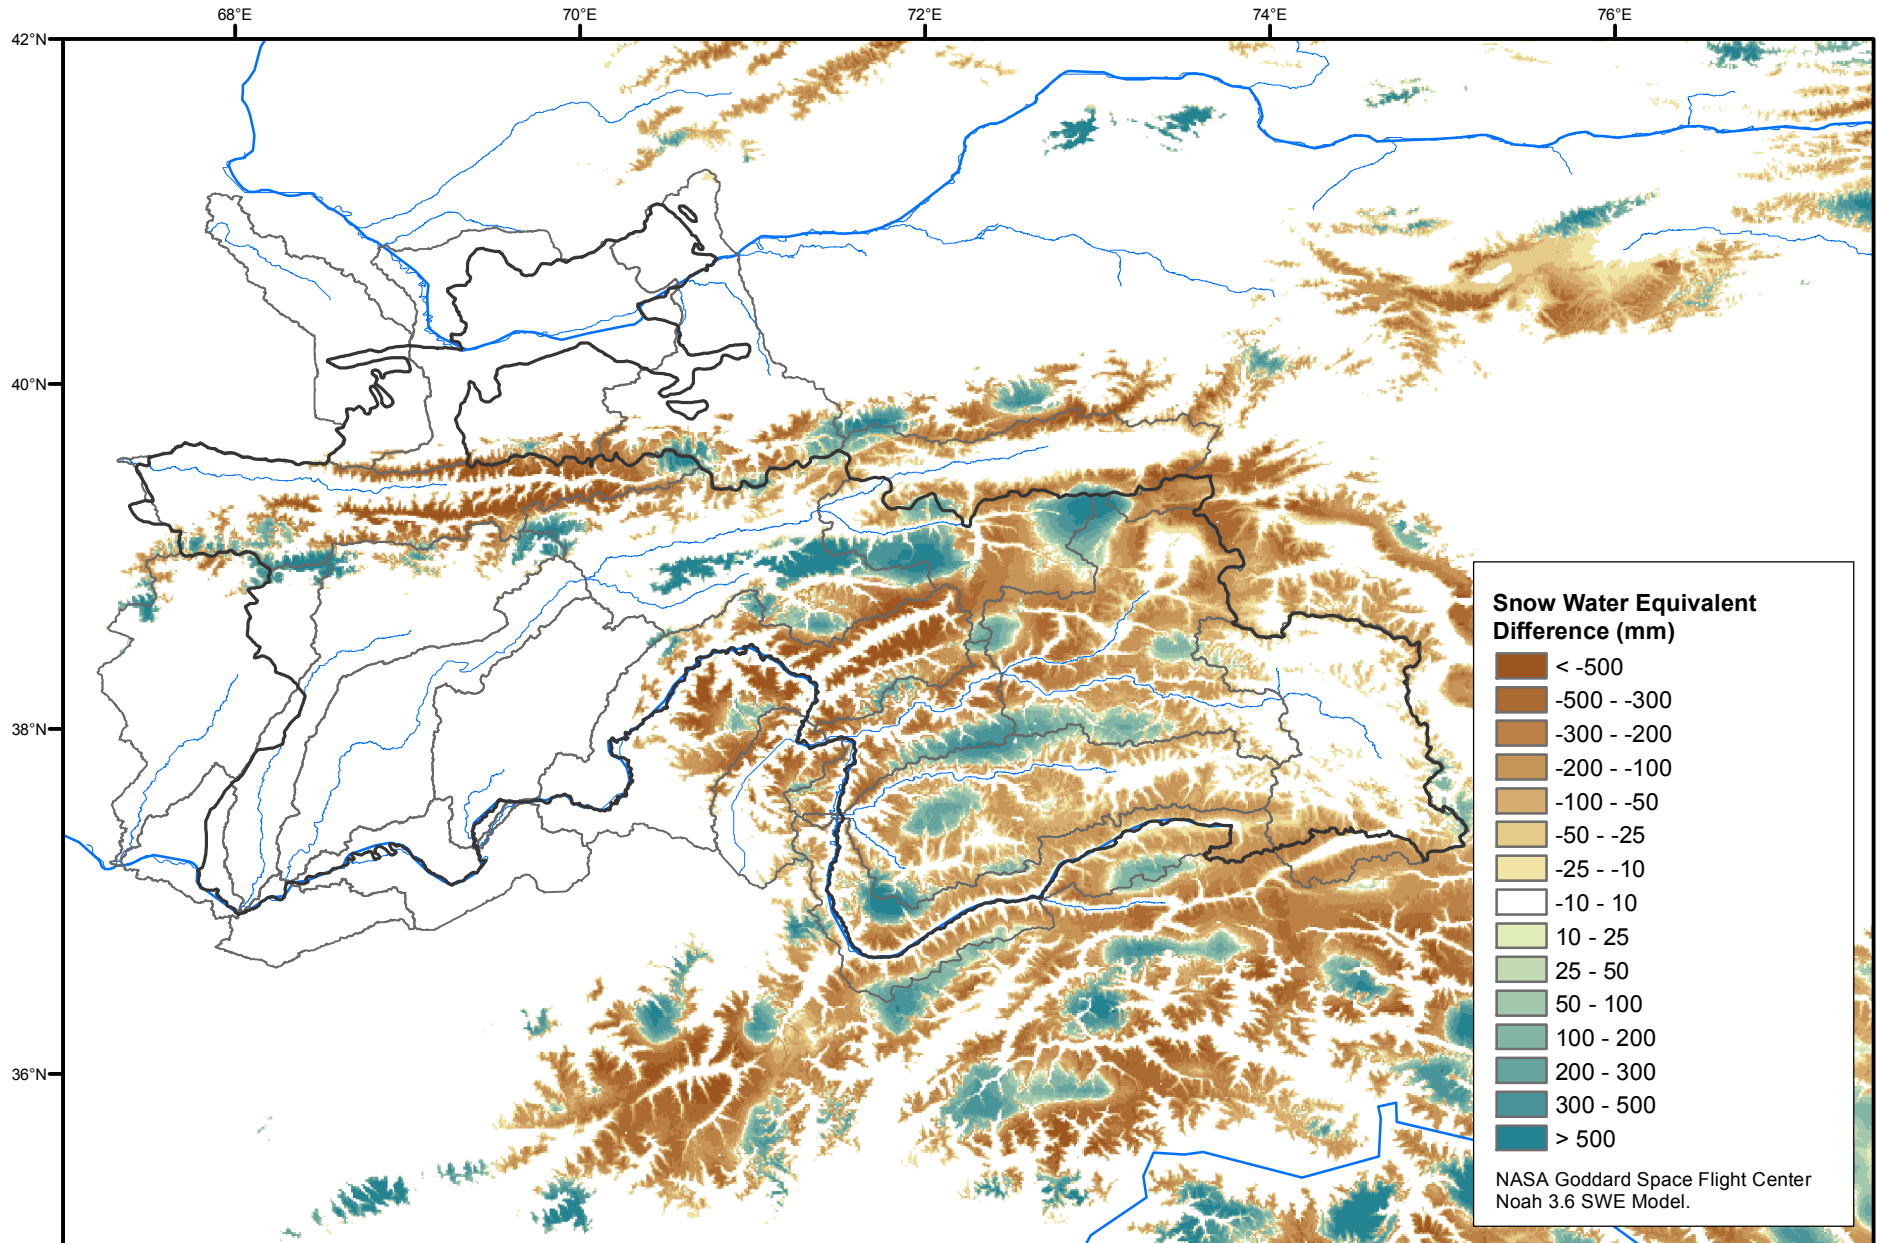 68°E 70°E 72°E 74°E 76°E
42°N
40°N
38°N
36°N
Snow Water Equivalent
Difference (mm)
< -500
-500 - -300
-300 - -200
-200 - -100
-100 - -50
-50 - -25
-25 - -10
-10 - 10
10 - 25
25 - 50
50 - 100
100 - 200
200 - 300
300 - 500
> 500
NASA Goddard Space Flight Center
Noah 3.6 SWE Model.